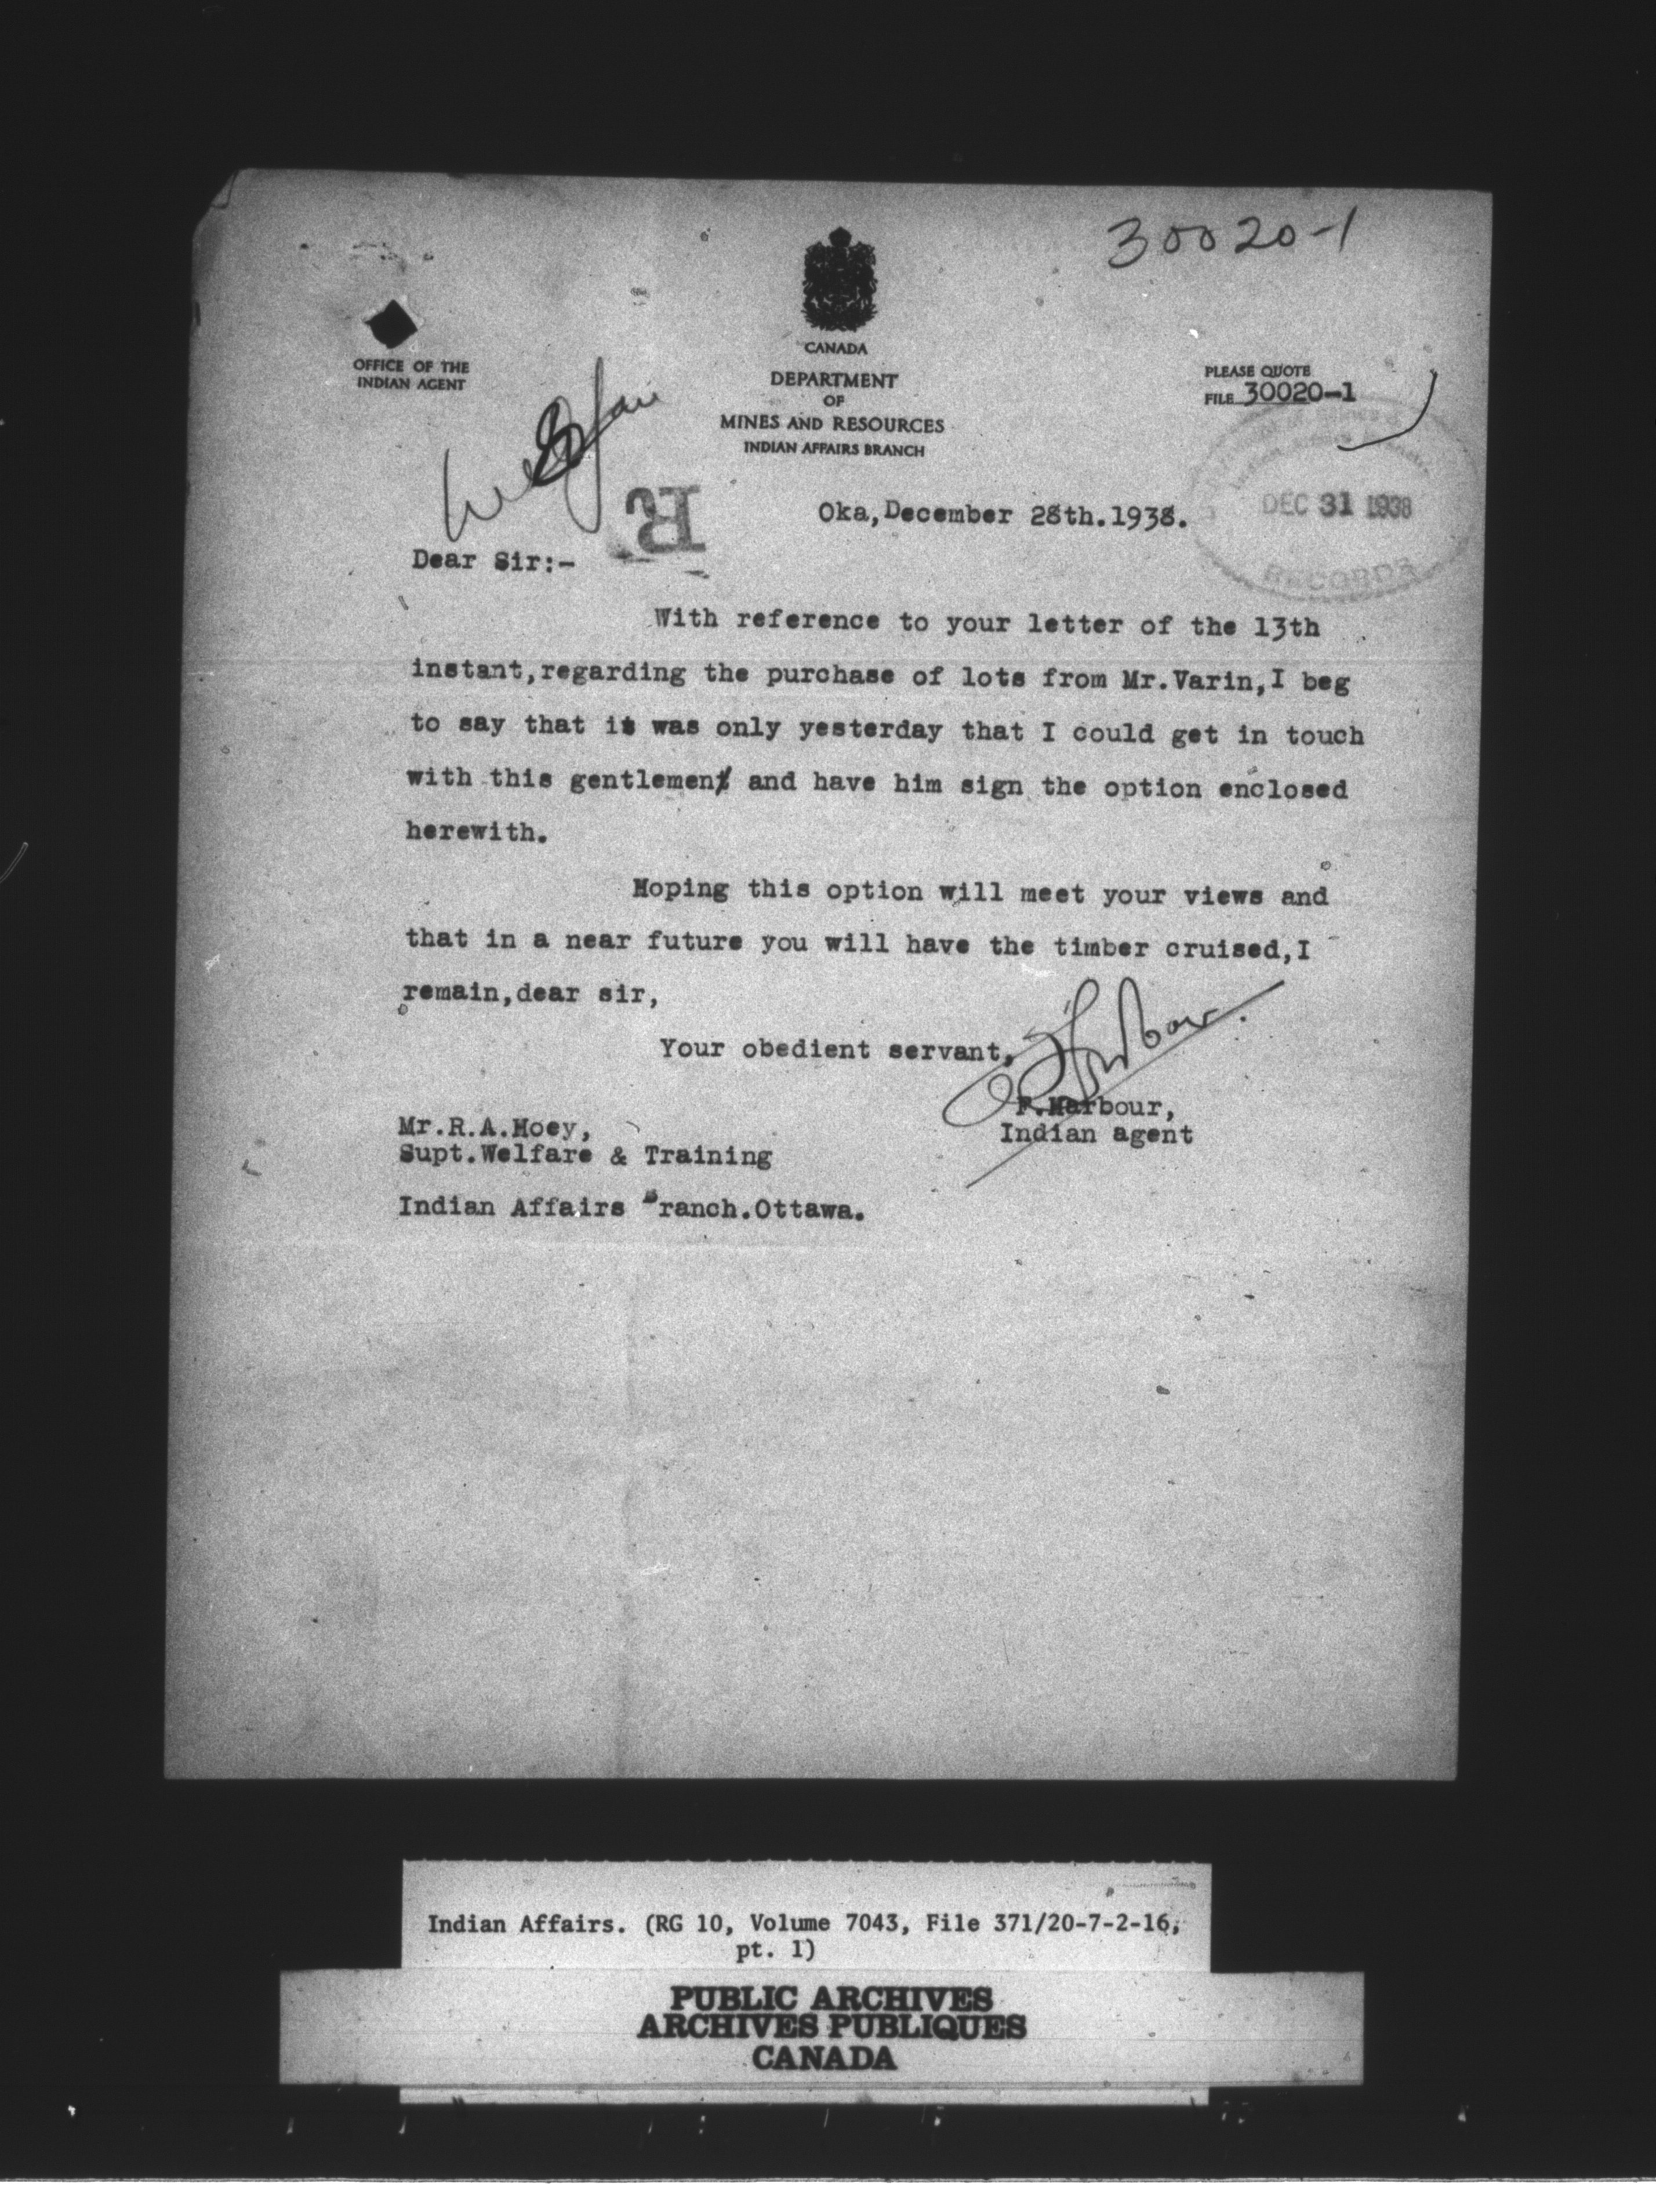 30020-1
OFFICE OF THE
INDIAN AGENT
CANADA
DEPARTMENT
OF
MINES AND RESOURCES
INDIAN AFFAIRS BRANCH
PLEASE QUOTE
FILE 30020-1
DEC 31 1938
RECORDS
R
Oka,December 28th.1938.
Dear Sir:-
With reference to your letter of the 13th
instant,regarding the purchase of lots from Mr.Varin,I beg
to say that it was only yesterday that I could get in touch
with this gentlemen and have him sign the option enclosed
herewith.
Hoping this option will meet your views and
that in a near future you will have the timber cruised,I
remain,dear sir,
Your obedient servant,
F.Harbour,
Indian agent
Mr.R.A.Hoey,
Supt.Welfare & Training
Indian Affairs Branch.Ottawa.
Indian Affairs. (RG 10, Volume 7043, File 371/20-7-2-16,
pt. 1)
PUBLIC ARCHIVES
ARCHIVES PUBLIQUES
CANADA